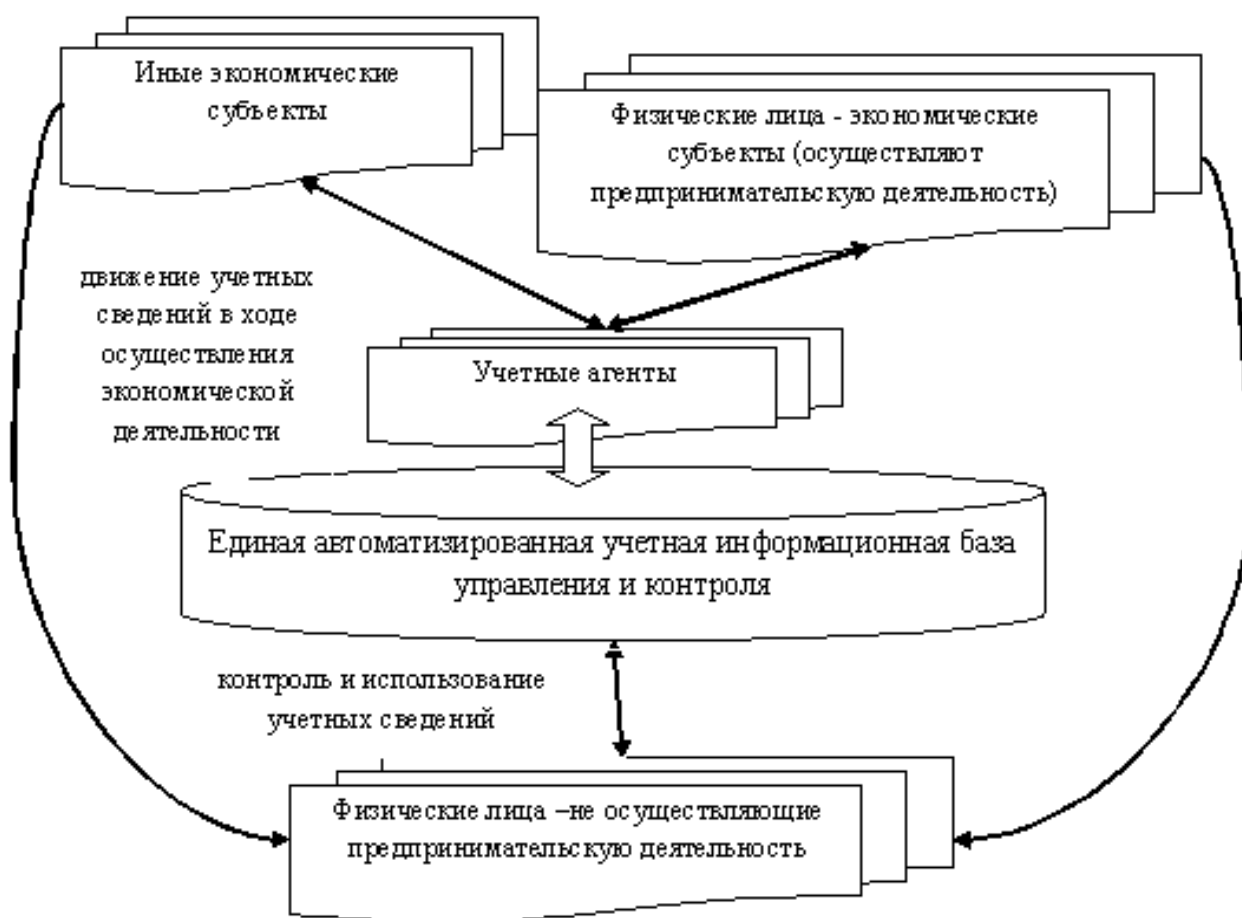 Иные экономические
субъекты
Физические лица - экономические
субъекты (осуществляют
предпринимательскую деятельность)
движение учетных
сведений в ходе
осуществления
экономической
деятельности
Учетные агенты
Единая автоматизированная учетная информационная база
управления и контроля
контроль и использование
учетных сведений
Физические лица –не осуществляющие
предпринимательскую деятельность